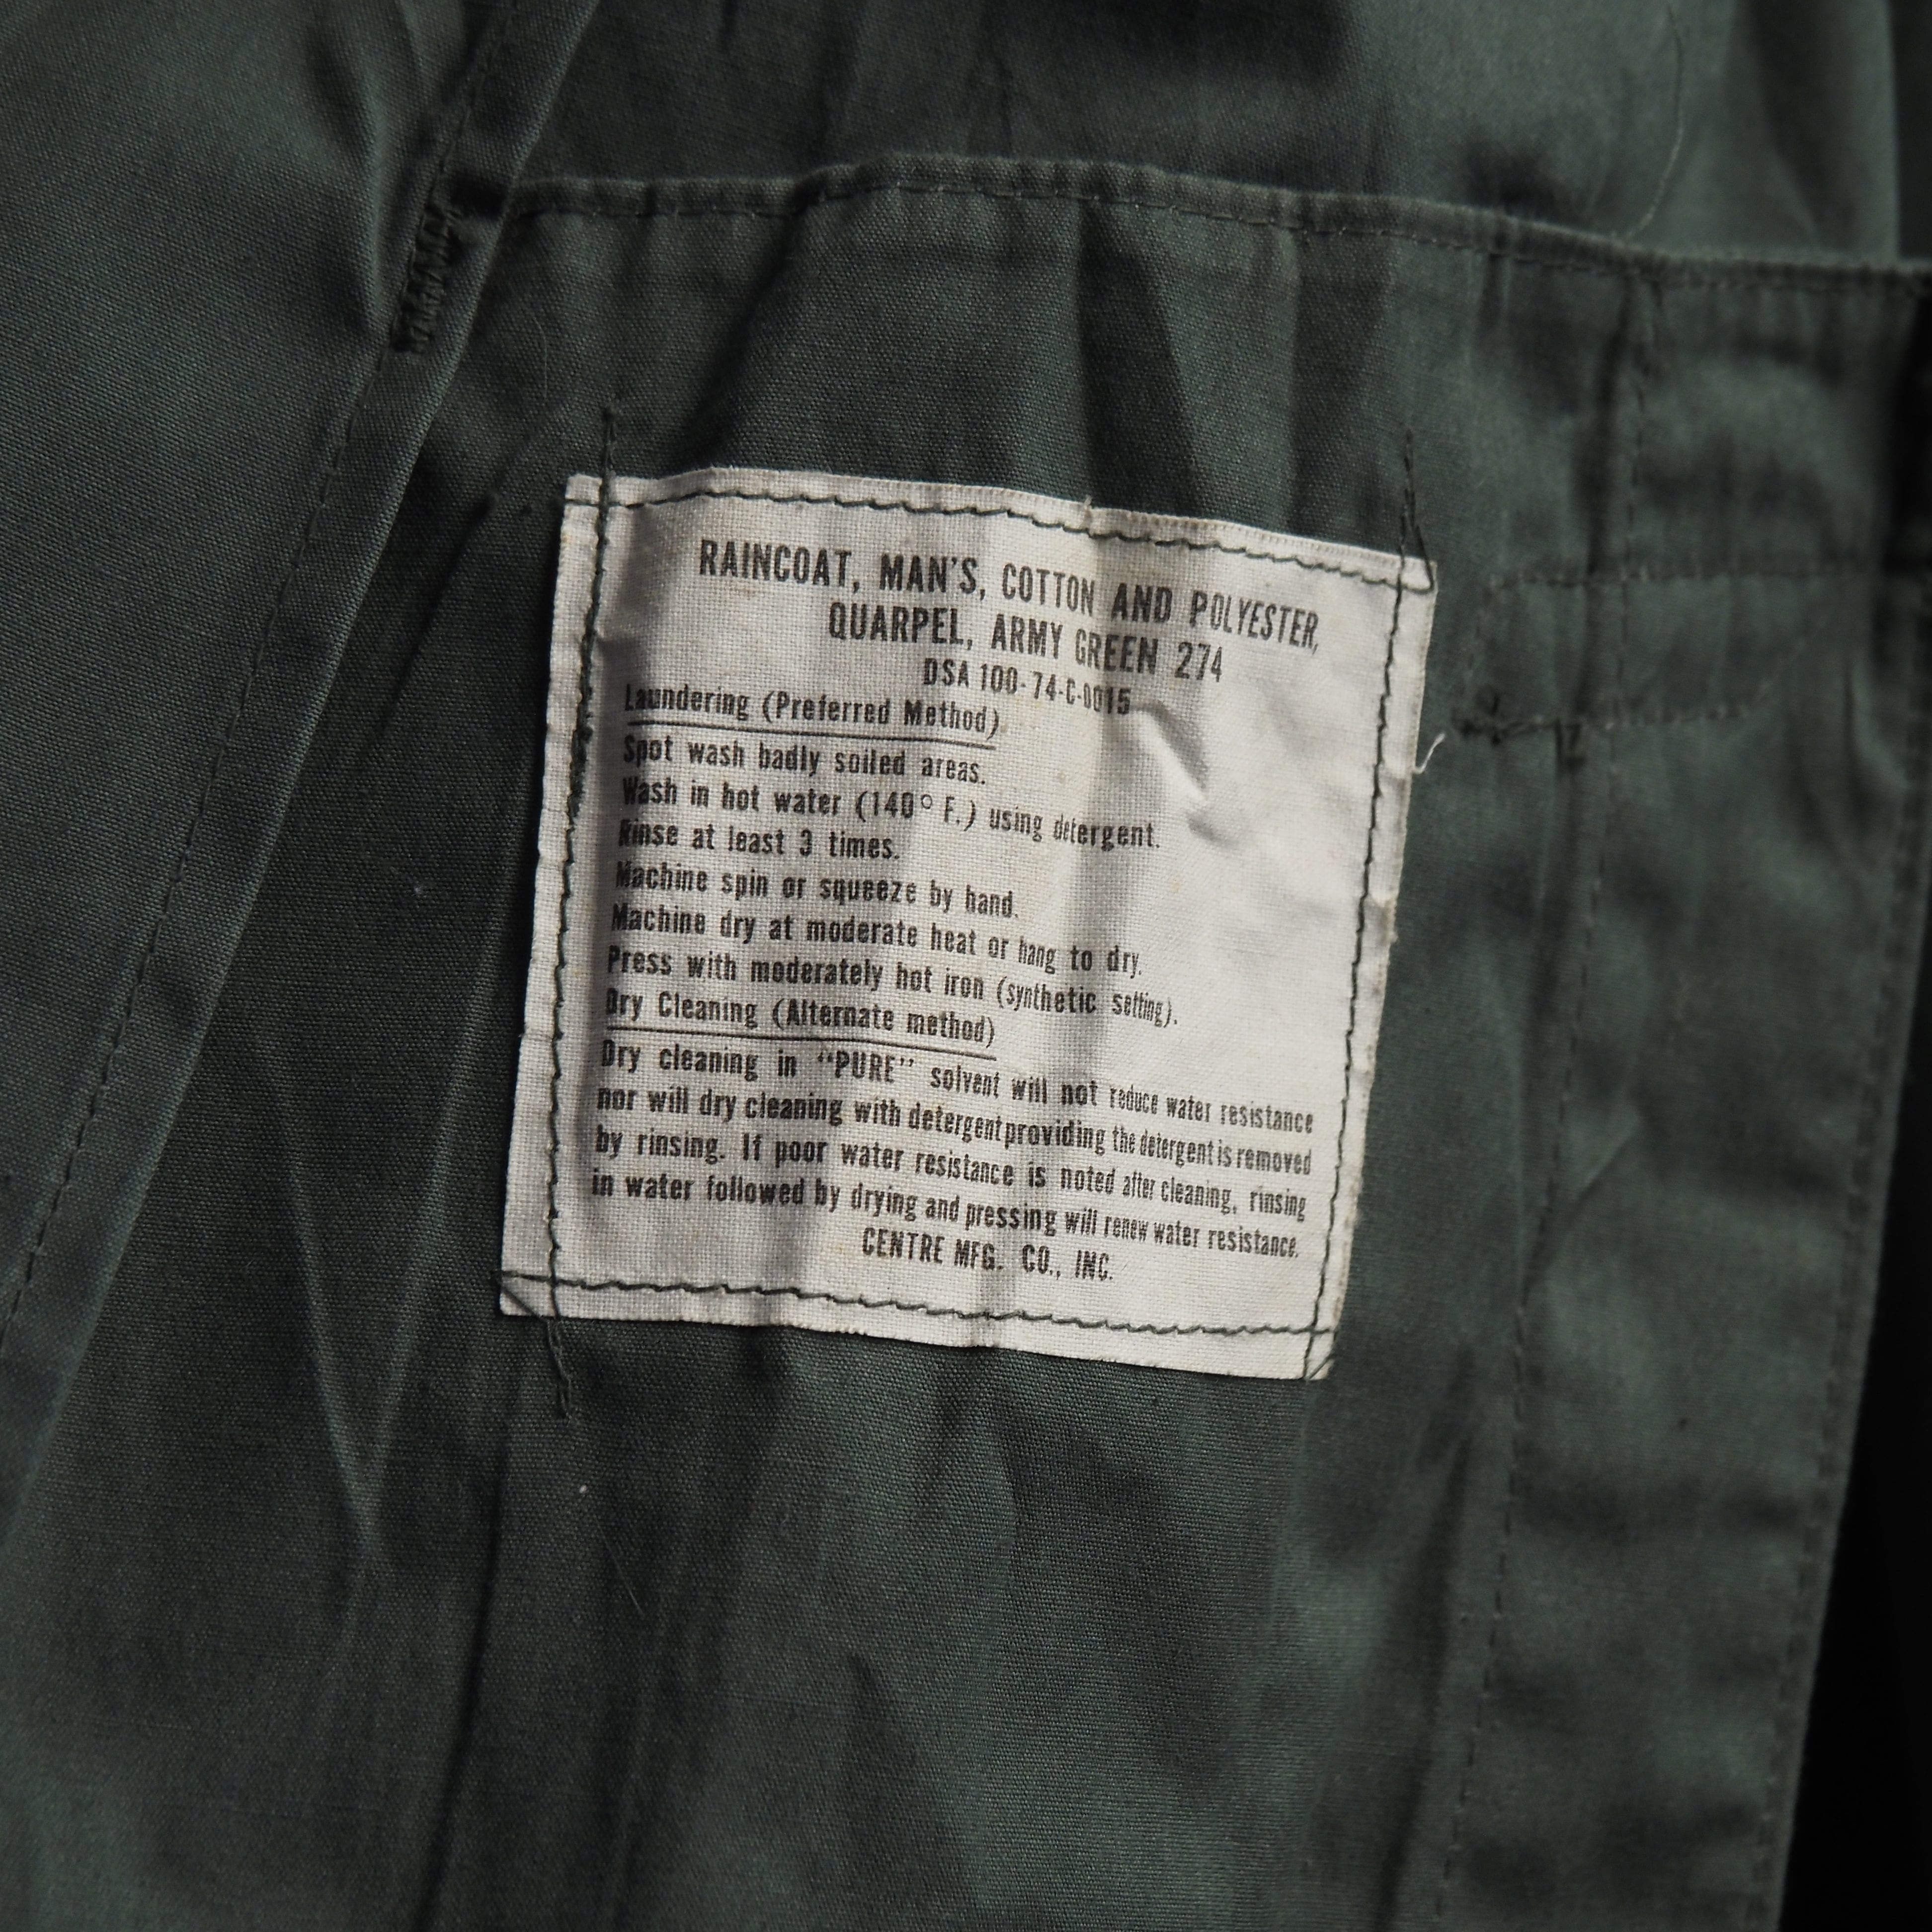 RAINCOAT, MAN'S, COTTON AND POLYESTER,
QUARPEL, ARMY GREEN 274
DSA 100-74-C-0015
Laundering (Preferred Method)
Spot wash badly soiled areas.
Wash in hot water (140° F.) using detergent.
Rinse at least 3 times.
Machine spin or squeeze by hand.
Machine dry at moderate heat or hang to dry.
Press with moderately hot iron (synthetic setting).
Dry Cleaning (Alternate method)
Dry cleaning in “PURE” solvent will not reduce water resistance
nor will dry cleaning with detergent providing the detergent is removed
by rinsing. If poor water resistance is noted after cleaning, rinsing
in water followed by drying and pressing will renew water resistance.
CENTRE MFG. CO., INC.